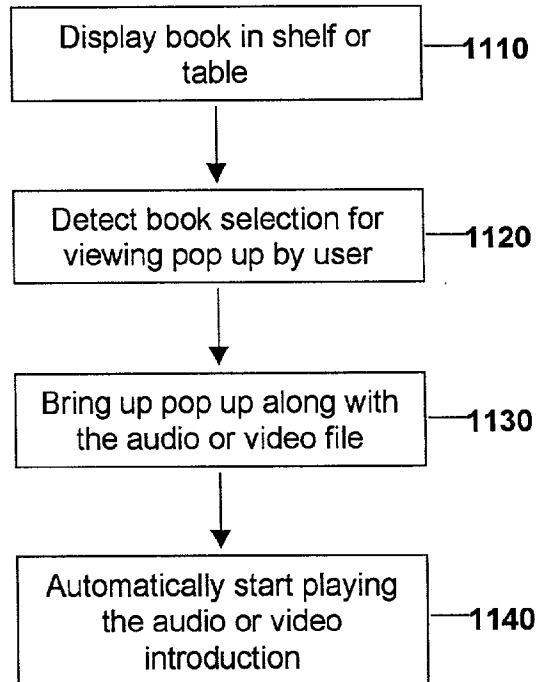 Display book in shelf or
table
1110
Detect book selection for
viewing pop up by user
1120
Bring up pop up along with
the audio or video file
1130
Automatically start playing
the audio or video
introduction
1140